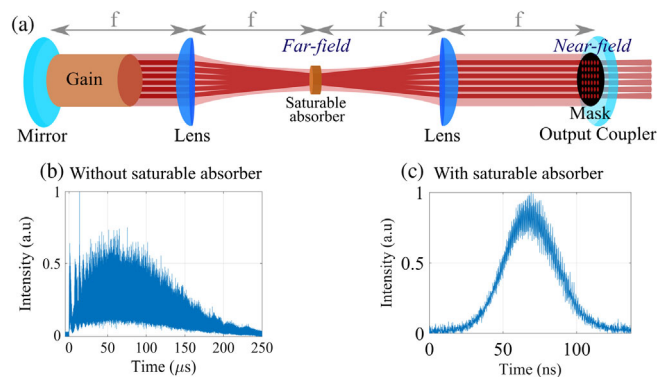 (a)
f f f f
Far-field
Near-field
Gain
Saturable
absorber
Mask
Mirror
Lens
Lens
Output Coupler
(b) Without saturable absorber
1
0.5
0
Intensity (a.u)
0 50 100 150 200 250
Time (μs)
(c) With saturable absorber
1
0.5
0
Intensity (a.u)
0 50 100
Time (ns)